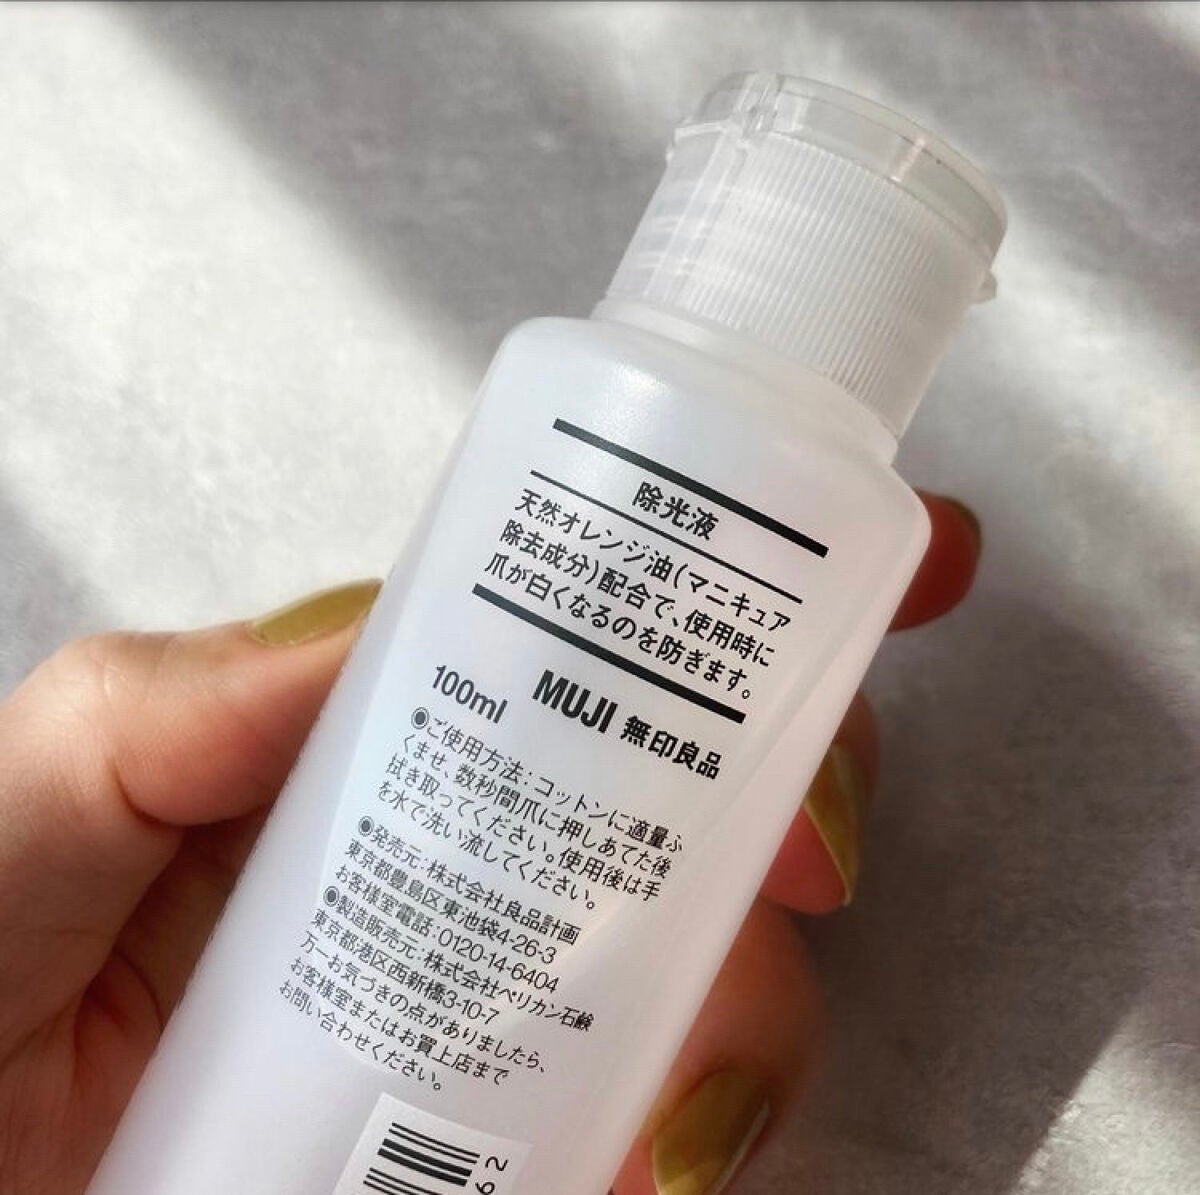 除光液
天然オレンジ油(マニキュア
除去成分)配合で、使用時に
爪が白くなるのを防ぎます。
MUJI 無印良品
100ml
●ご使用方法：コットンに適量ふ
くませ、数秒間爪に押しあてた後
拭き取ってください。使用後は手
を水で洗い流してください。
●発売元：株式会社良品計画
東京都豊島区東池袋4-26-3
お客様室電話：0120-14-6404
●製造販売元：株式会社ペリカン石鹸
東京都港区西新橋3-10-7
万一お気づきの点がありましたら、
お客様室またはお買上店まで
お問い合わせください。